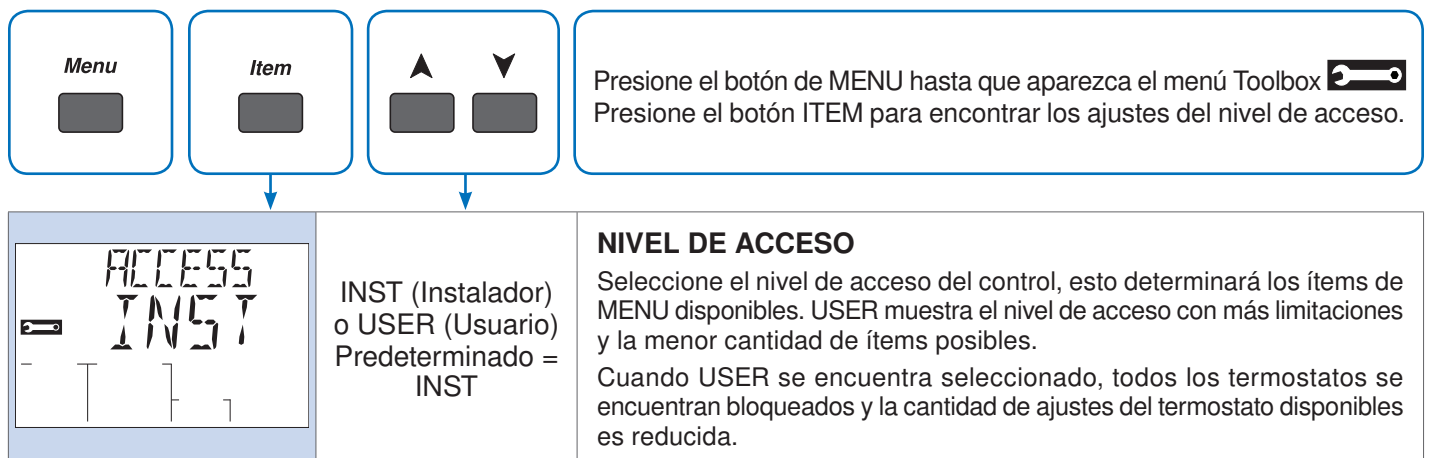 Menu
Item
Presione el botón de MENU hasta que aparezca el menú Toolbox
Presione el botón ITEM para encontrar los ajustes del nivel de acceso.
ACCESS
INST
INST (Instalador)
o USER (Usuario)
Predeterminado =
INST
NIVEL DE ACCESO
Seleccione el nivel de acceso del control, esto determinará los ítems de
MENU disponibles. USER muestra el nivel de acceso con más limitaciones
y la menor cantidad de ítems posibles.
Cuando USER se encuentra seleccionado, todos los termostatos se
encuentran bloqueados y la cantidad de ajustes del termostato disponibles
es reducida.